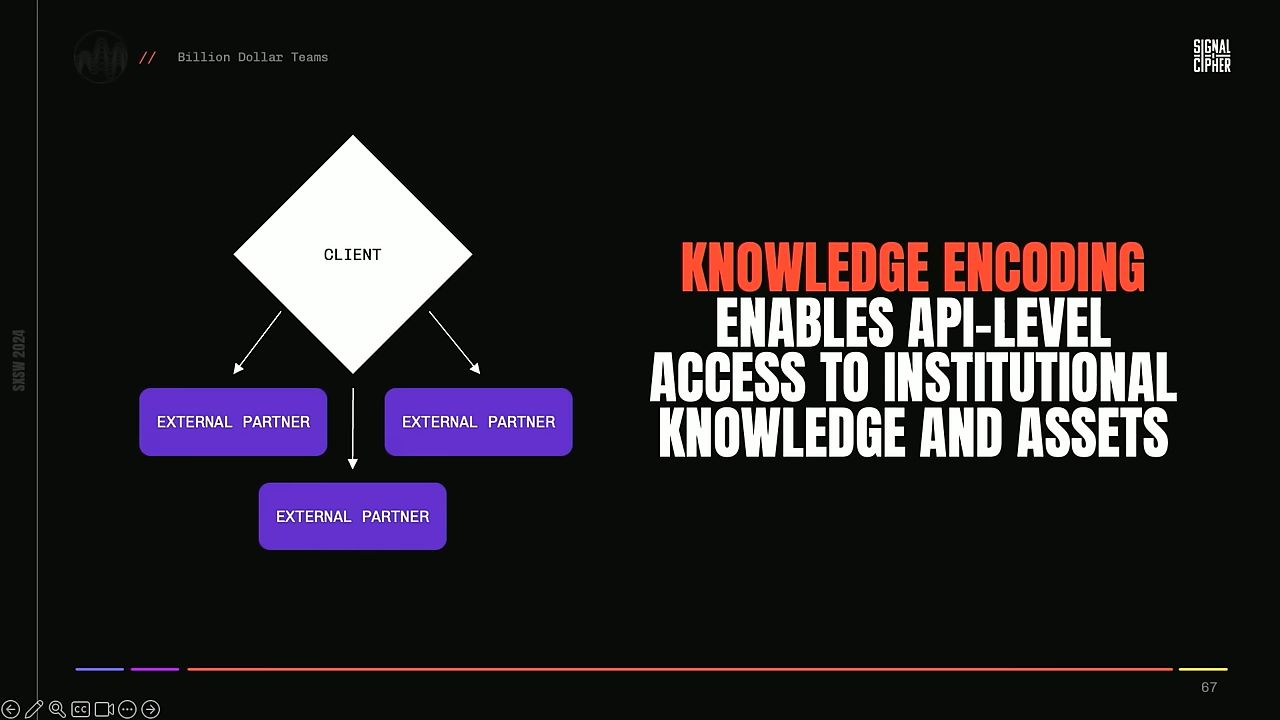 // Billion Dollar Teams
SIGNAL
CIPHER
CLIENT
EXTERNAL PARTNER
EXTERNAL PARTNER
EXTERNAL PARTNER
KNOWLEDGE ENCODING
ENABLES API-LEVEL
ACCESS TO INSTITUTIONAL
KNOWLEDGE AND ASSETS
SXSW 2024
67
CC